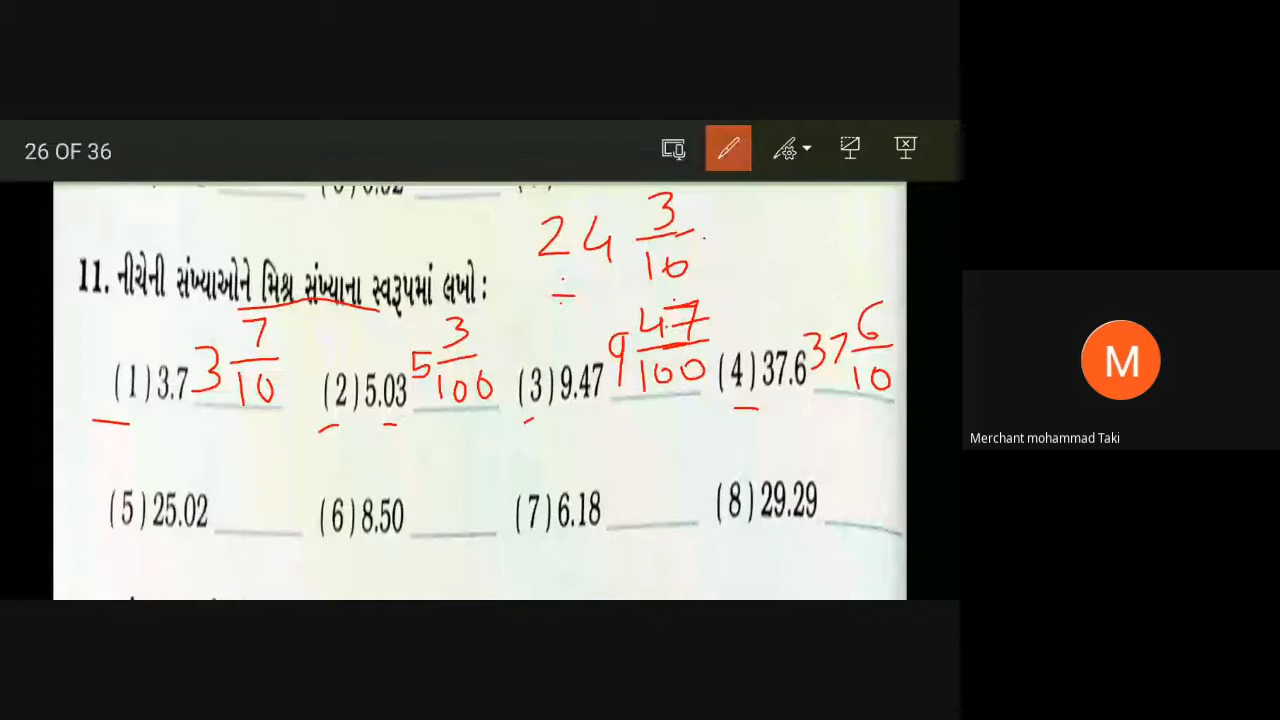 26 OF 36
24 3/10
11. નીચેની સંખ્યાઓને મિશ્ર સંખ્યાના સ્વરૂપમાં લખો :
(1) 3.7 3 7/10 (2) 5.03 5 3/100 (3) 9.47 9 47/100 (4) 37.6 37 6/10
(5) 25.02 (6) 8.50 (7) 6.18 (8) 29.29
M
Merchant mohammad Taki